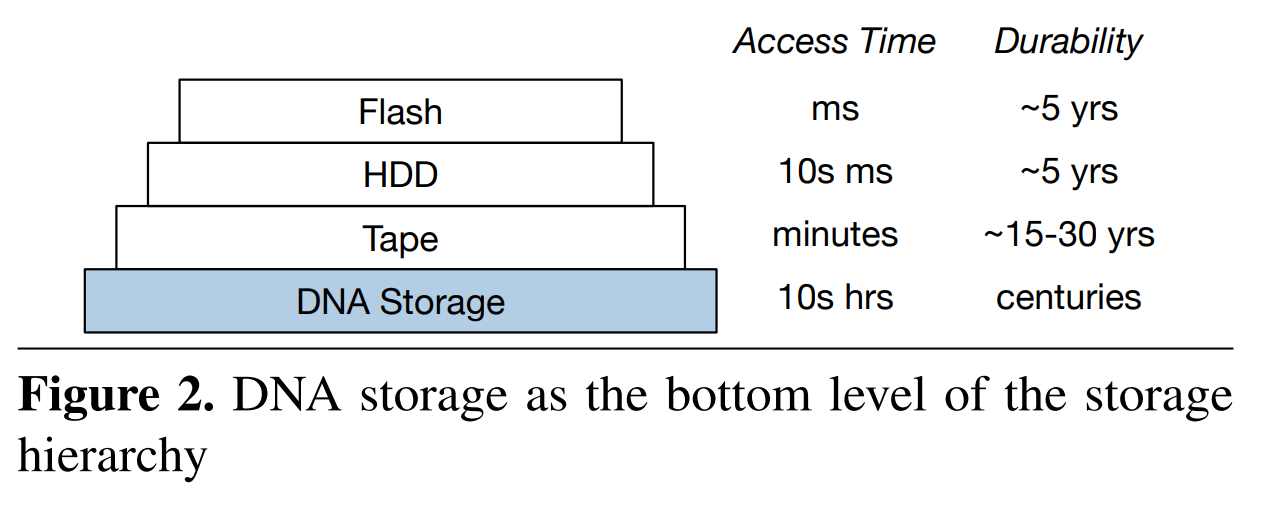 Access Time Durability
Flash ms ~5 yrs
HDD 10s ms ~5 yrs
Tape minutes ~15-30 yrs
DNA Storage 10s hrs centuries
Figure 2. DNA storage as the bottom level of the storage
hierarchy